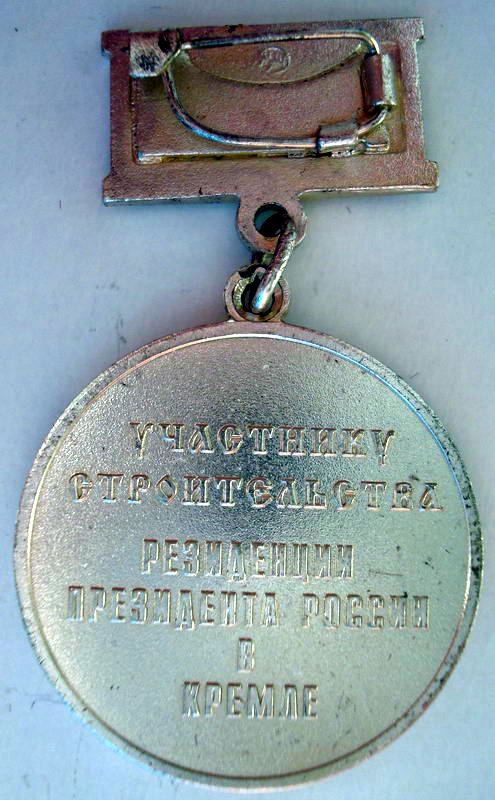 УЧАСТНИКУ
СТРОИТЕЛЬСТВА
РЕЗИДЕНЦИИ
ПРЕЗИДЕНТА РОССИИ
В
КРЕМЛЕ